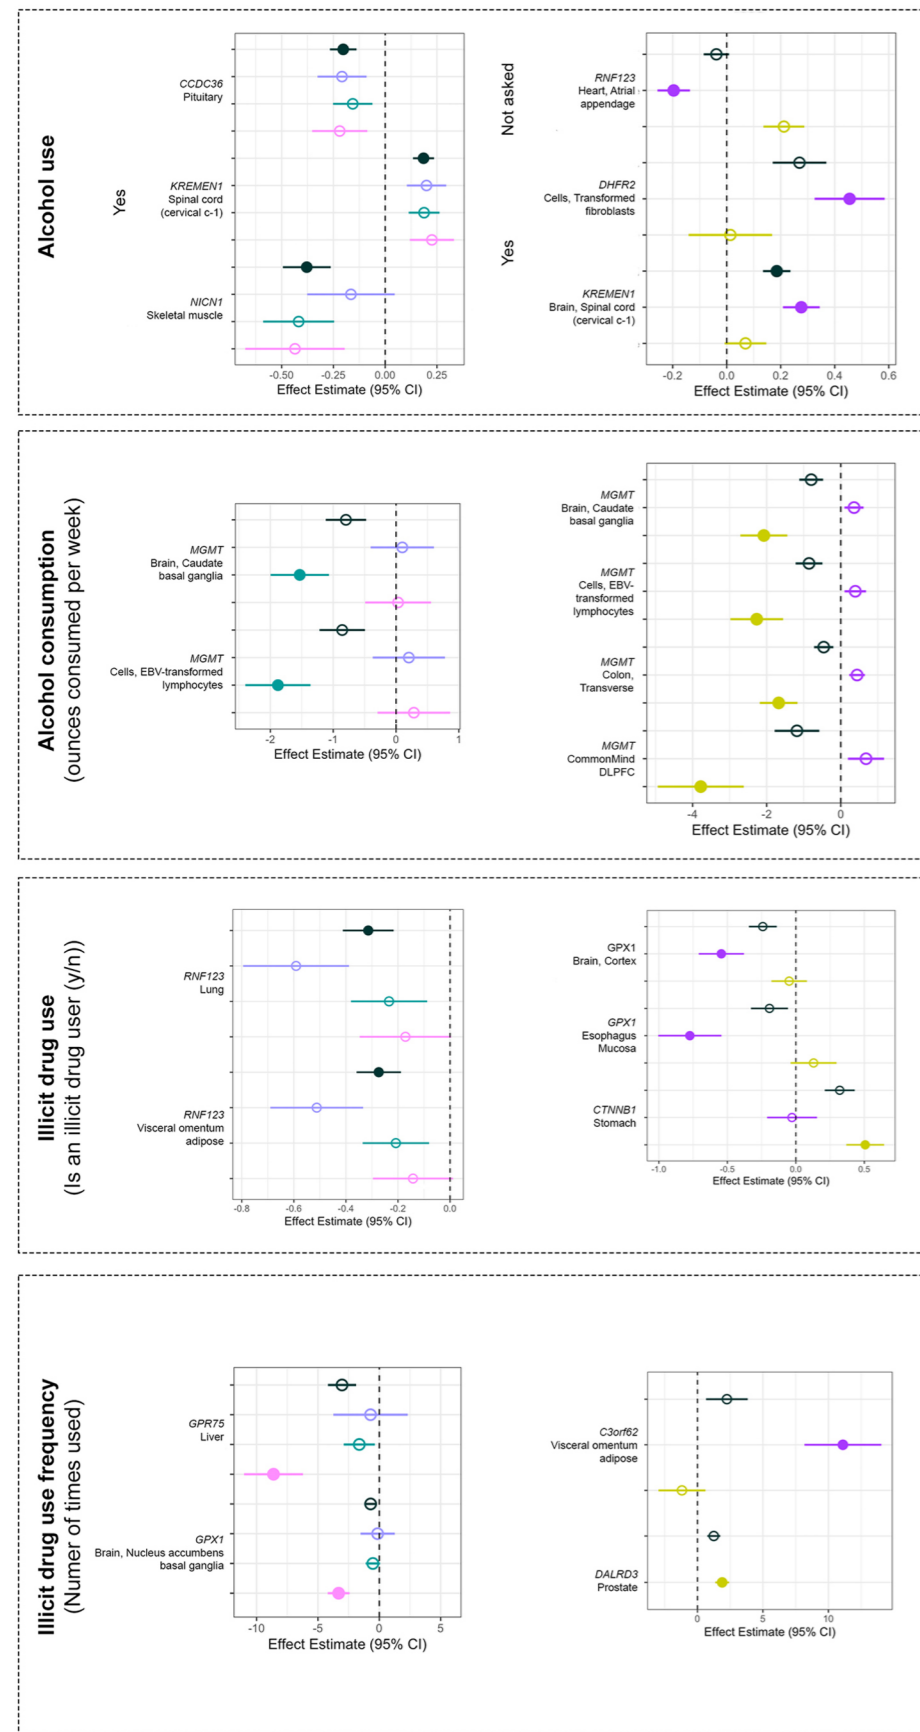 Alcohol use
Yes
CCDC36
Pituitary
KREMEN1
Spinal cord
(cervical c-1)
NICN1
Skeletal muscle
-0.50 -0.25 0.00 0.25
Effect Estimate (95% CI)
Not asked
Yes
RNF123
Heart, Atrial
appendage
DHFR2
Cells, Transformed
fibroblasts
KREMEN1
Brain, Spinal cord
(cervical c-1)
-0.2 0.0 0.2 0.4 0.6
Effect Estimate (95% CI)
Alcohol consumption
(ounces consumed per week)
MGMT
Brain, Caudate
basal ganglia
MGMT
Cells, EBV-transformed
lymphocytes
-2 -1 0 1
Effect Estimate (95% CI)
MGMT
Brain, Caudate
basal ganglia
MGMT
Cells, EBV-
transformed
lymphocytes
MGMT
Colon,
Transverse
MGMT
CommonMind
DLPFC
-4 -2 0
Effect Estimate (95% CI)
Illicit drug use
(Is an illicit drug user (y/n))
RNF123
Lung
RNF123
Visceral omentum
adipose
-0.8 -0.6 -0.4 -0.2 0.0
Effect Estimate (95% CI)
GPX1
Brain, Cortex
GPX1
Esophagus
Mucosa
CTNNB1
Stomach
-1.0 -0.5 0.0 0.5
Effect Estimate (95% CI)
Illicit drug use frequency
(Numer of times used)
GPR75
Liver
GPX1
Brain, Nucleus accumbens
basal ganglia
-10 -5 0 5
Effect Estimate (95% CI)
C3orf62
Visceral omentum
adipose
DALRD3
Prostate
0 5 10
Effect Estimate (95% CI)